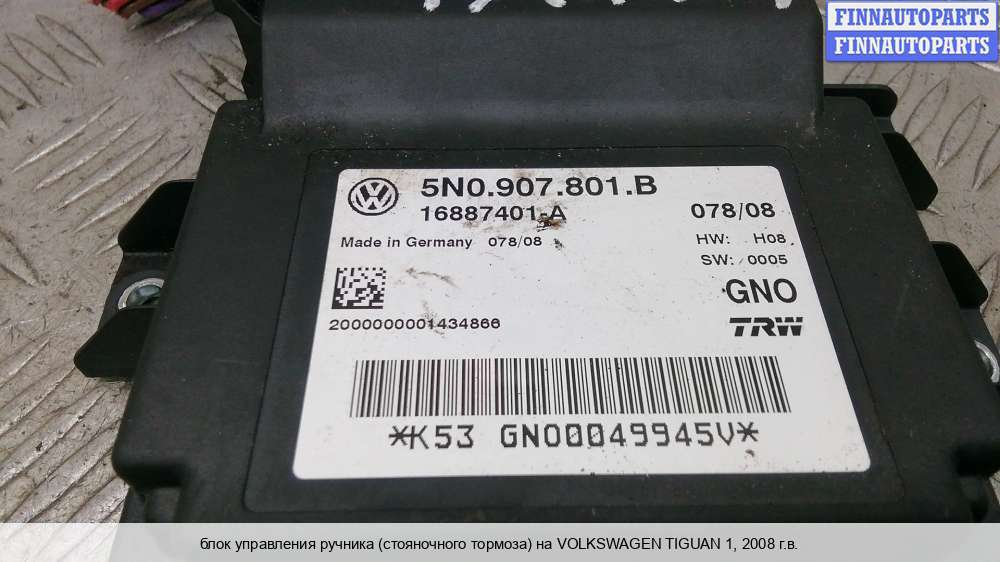 FINNAUTOPARTS
FINNAUTOPARTS
5N0.907.801.B
16887401-A
078/08
Made in Germany 078/08
HW: H08
SW: 0005
GNO
TRW
2000000001434866
*K53 GNO0049945V*
блок управления ручника (стояночного тормоза) на VOLKSWAGEN TIGUAN 1, 2008 г.в.